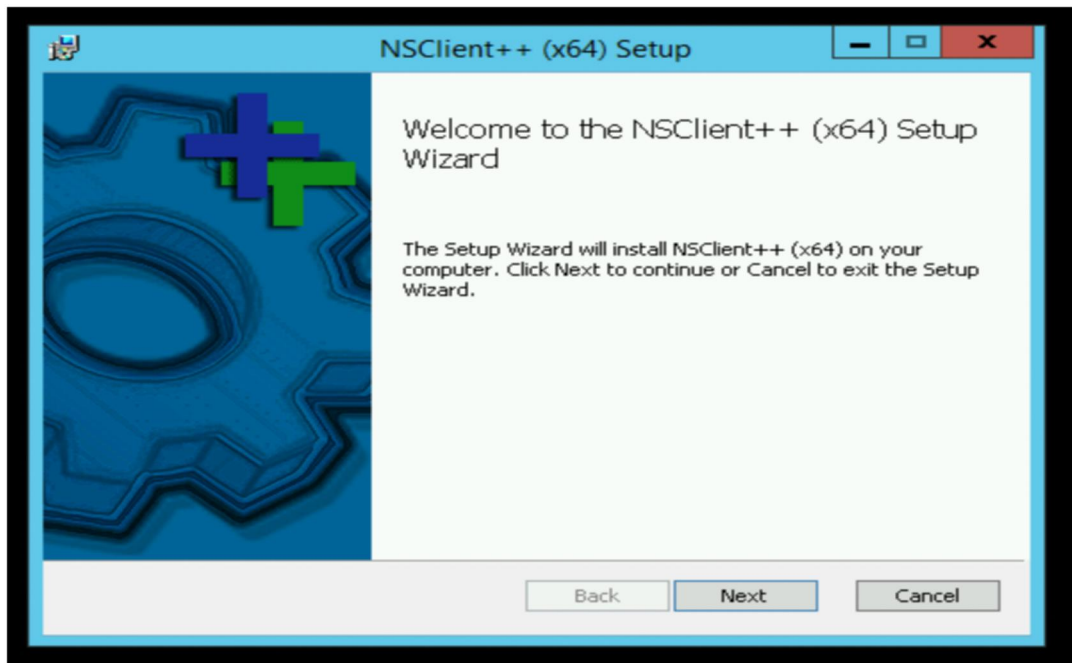 NSClient++ (x64) Setup
Welcome to the NSClient++ (x64) Setup
Wizard
The Setup Wizard will install NSClient++ (x64) on your
computer. Click Next to continue or Cancel to exit the Setup
Wizard.
Back Next Cancel